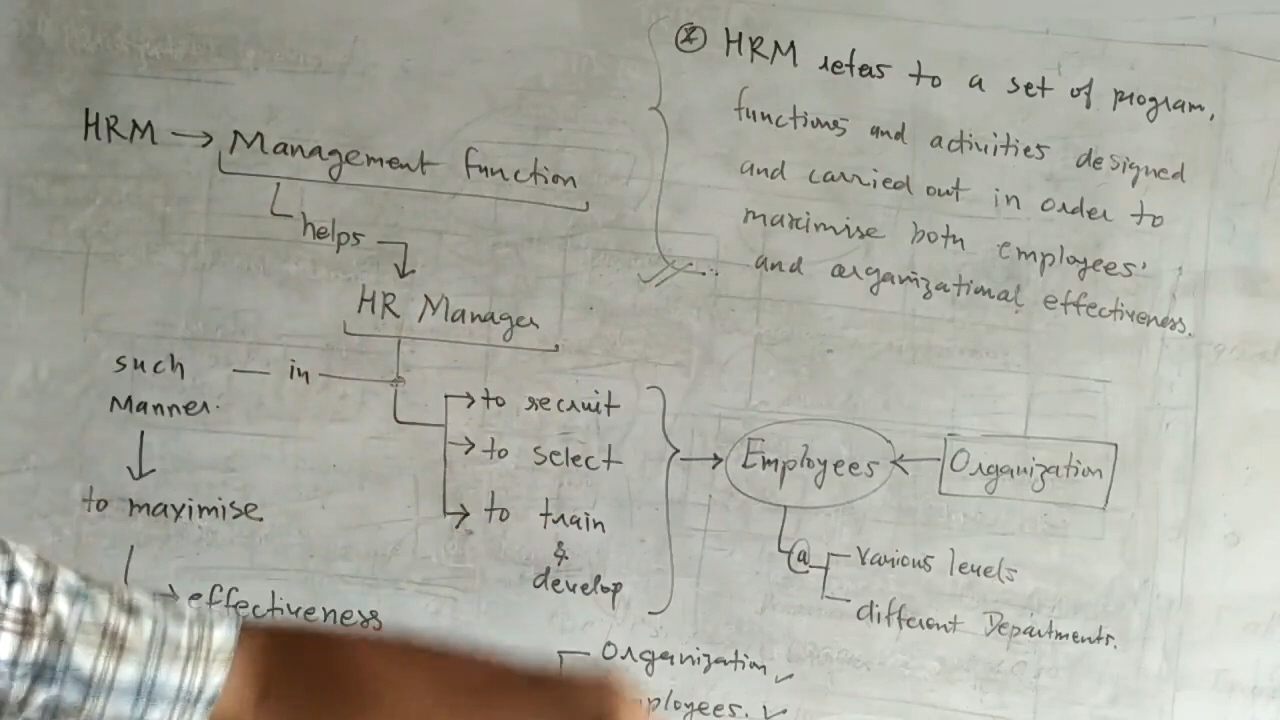 HRM → Management function
helps
HR Manager
such — in
Manner.
to mayimise
→ effectiveness
→ to recruit
→ to select
→ to train
&
develop
Employees ← Organization
@ various levels
different Departments.
Organization ✓
ployees. ✓
HRM refers to a set of program,
functions and activities designed
and carried out in order to
maximise both employees'
and organizational effectiveness.